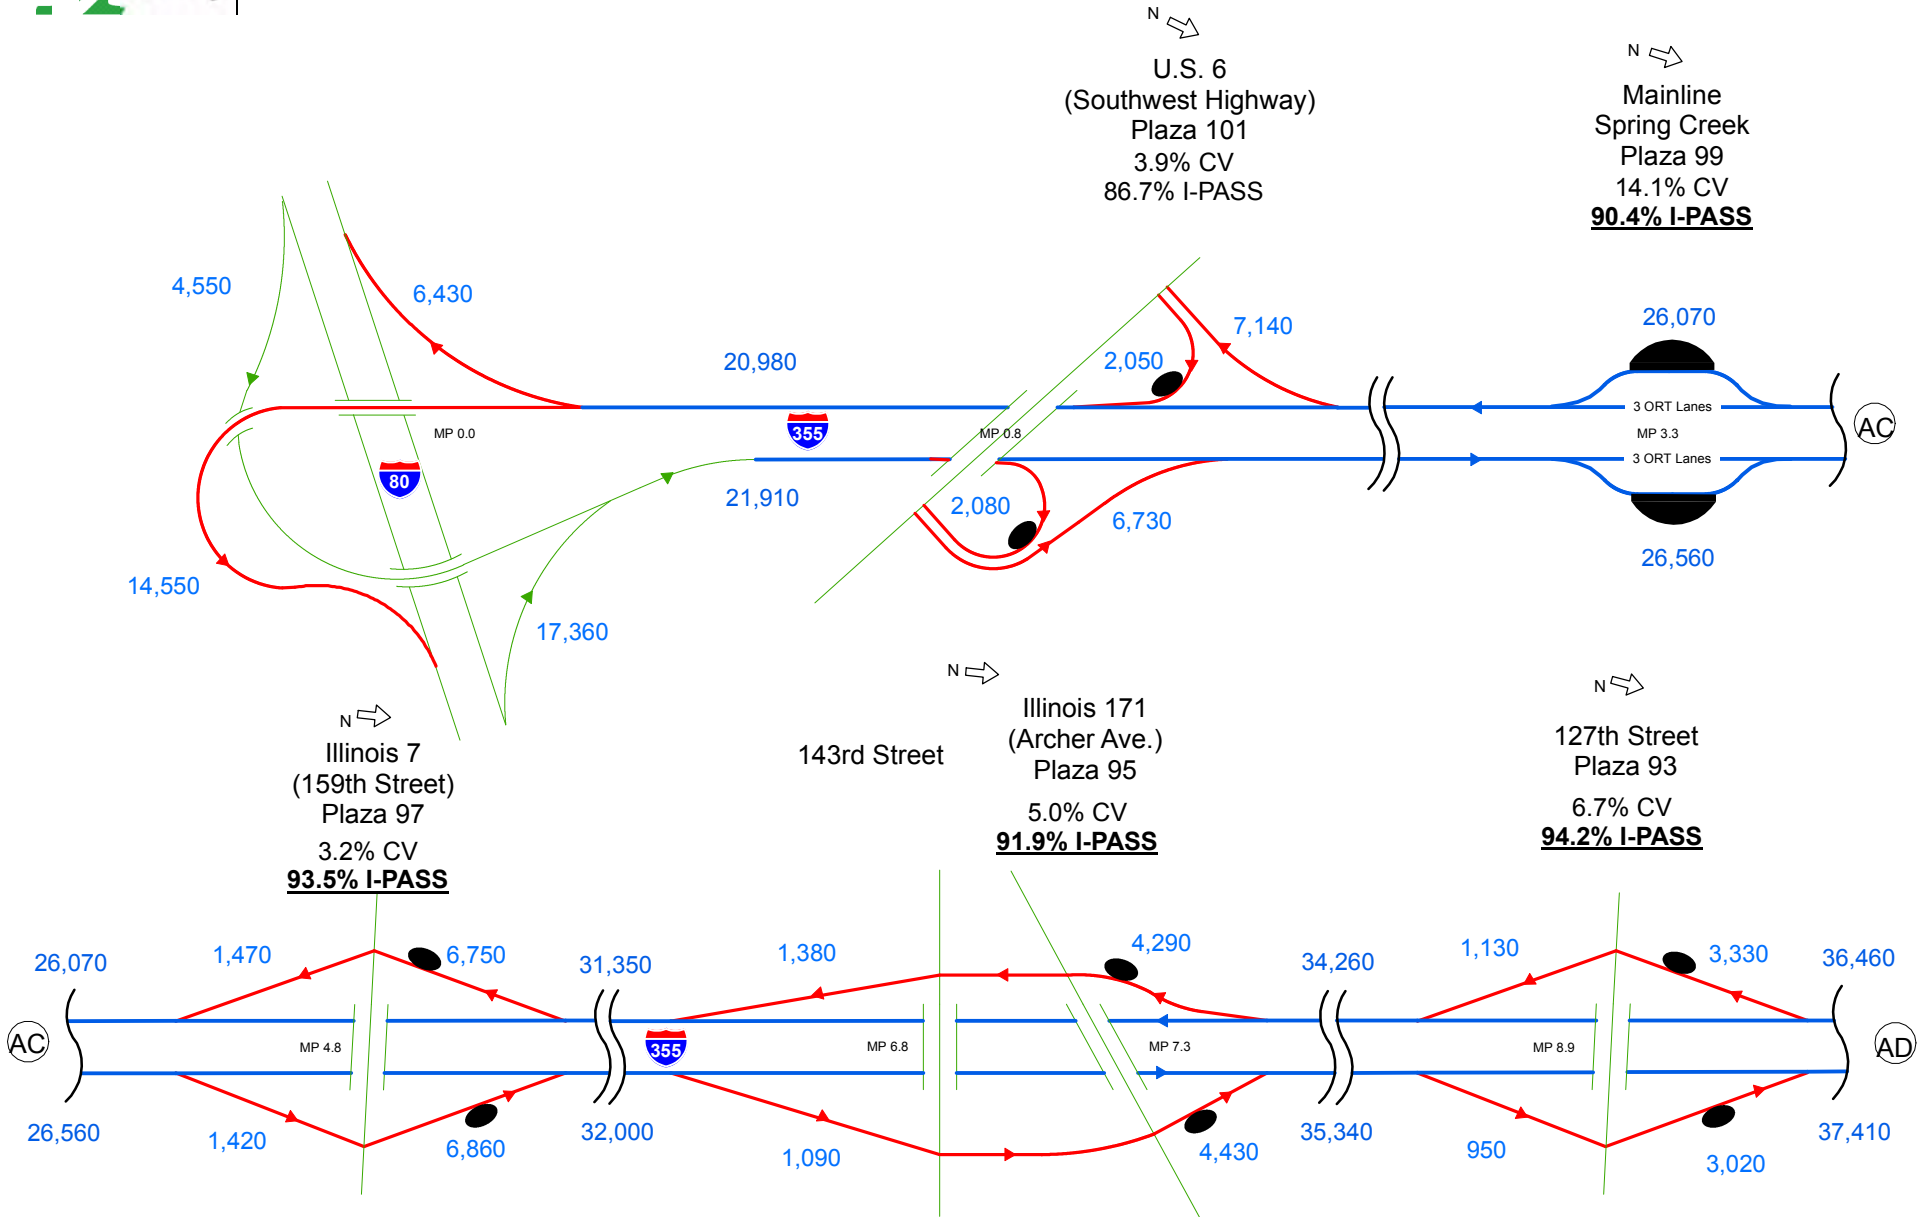 N
U.S. 6
(Southwest Highway)
Plaza 101
3.9% CV
86.7% I-PASS
N
Mainline
Spring Creek
Plaza 99
14.1% CV
90.4% I-PASS
4,550
6,430
20,980
2,050
7,140
26,070
355
MP 0.0
MP 0.8
3 ORT Lanes
MP 3.3
3 ORT Lanes
AC
80
21,910
2,080
6,730
26,560
14,550
17,360
N
Illinois 7
(159th Street)
Plaza 97
3.2% CV
93.5% I-PASS
143rd Street
N
Illinois 171
(Archer Ave.)
Plaza 95
5.0% CV
91.9% I-PASS
N
127th Street
Plaza 93
6.7% CV
94.2% I-PASS
26,070
1,470
6,750
31,350
1,380
4,290
34,260
1,130
3,330
36,460
AC
MP 4.8
355
MP 6.8
MP 7.3
MP 8.9
AD
26,560
1,420
6,860
32,000
1,090
4,430
35,340
950
3,020
37,410